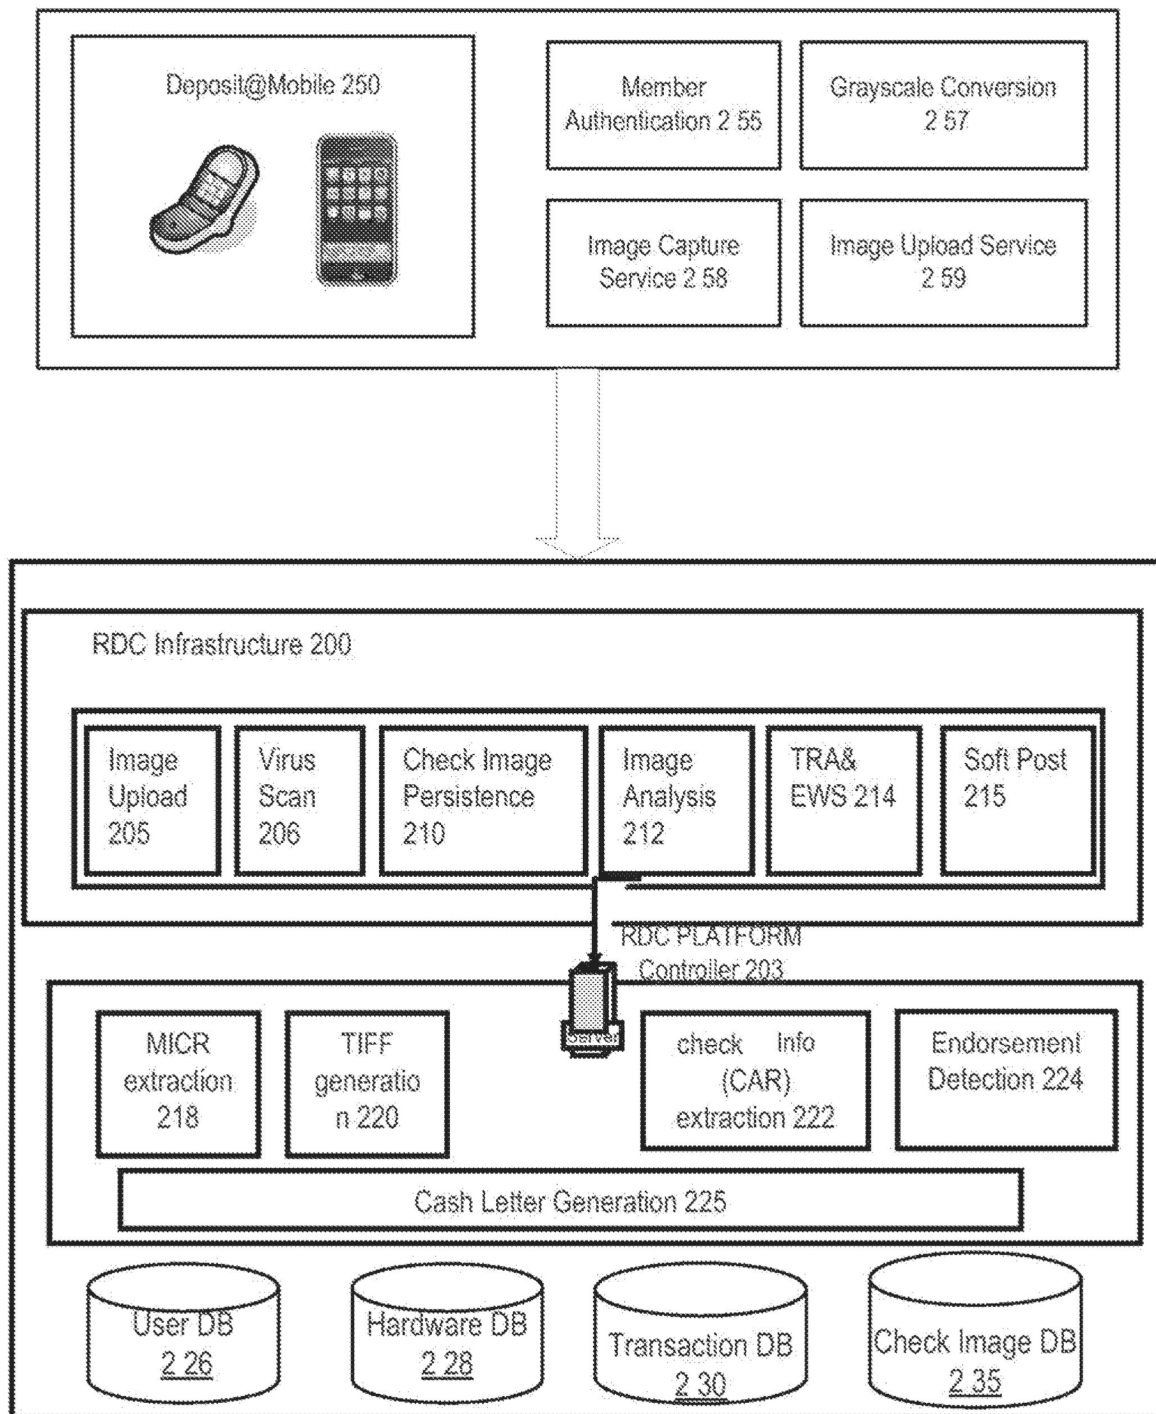 Deposit@Mobile 250
Member
Authentication 2 55
Grayscale Conversion
2 57
Image Capture
Service 2 58
Image Upload Service
2 59
RDC Infrastructure 200
Image
Upload
205
Virus
Scan
206
Check Image
Persistence
210
Image
Analysis
212
TRA&
EWS 214
Soft Post
215
RDC PLATFORM
Controller 203
Server
MICR
extraction
218
TIFF
generatio
n 220
check Info
(CAR)
extraction 222
Endorsement
Detection 224
Cash Letter Generation 225
User DB
2 26
Hardware DB
2 28
Transaction DB
2 30
Check Image DB
2 35